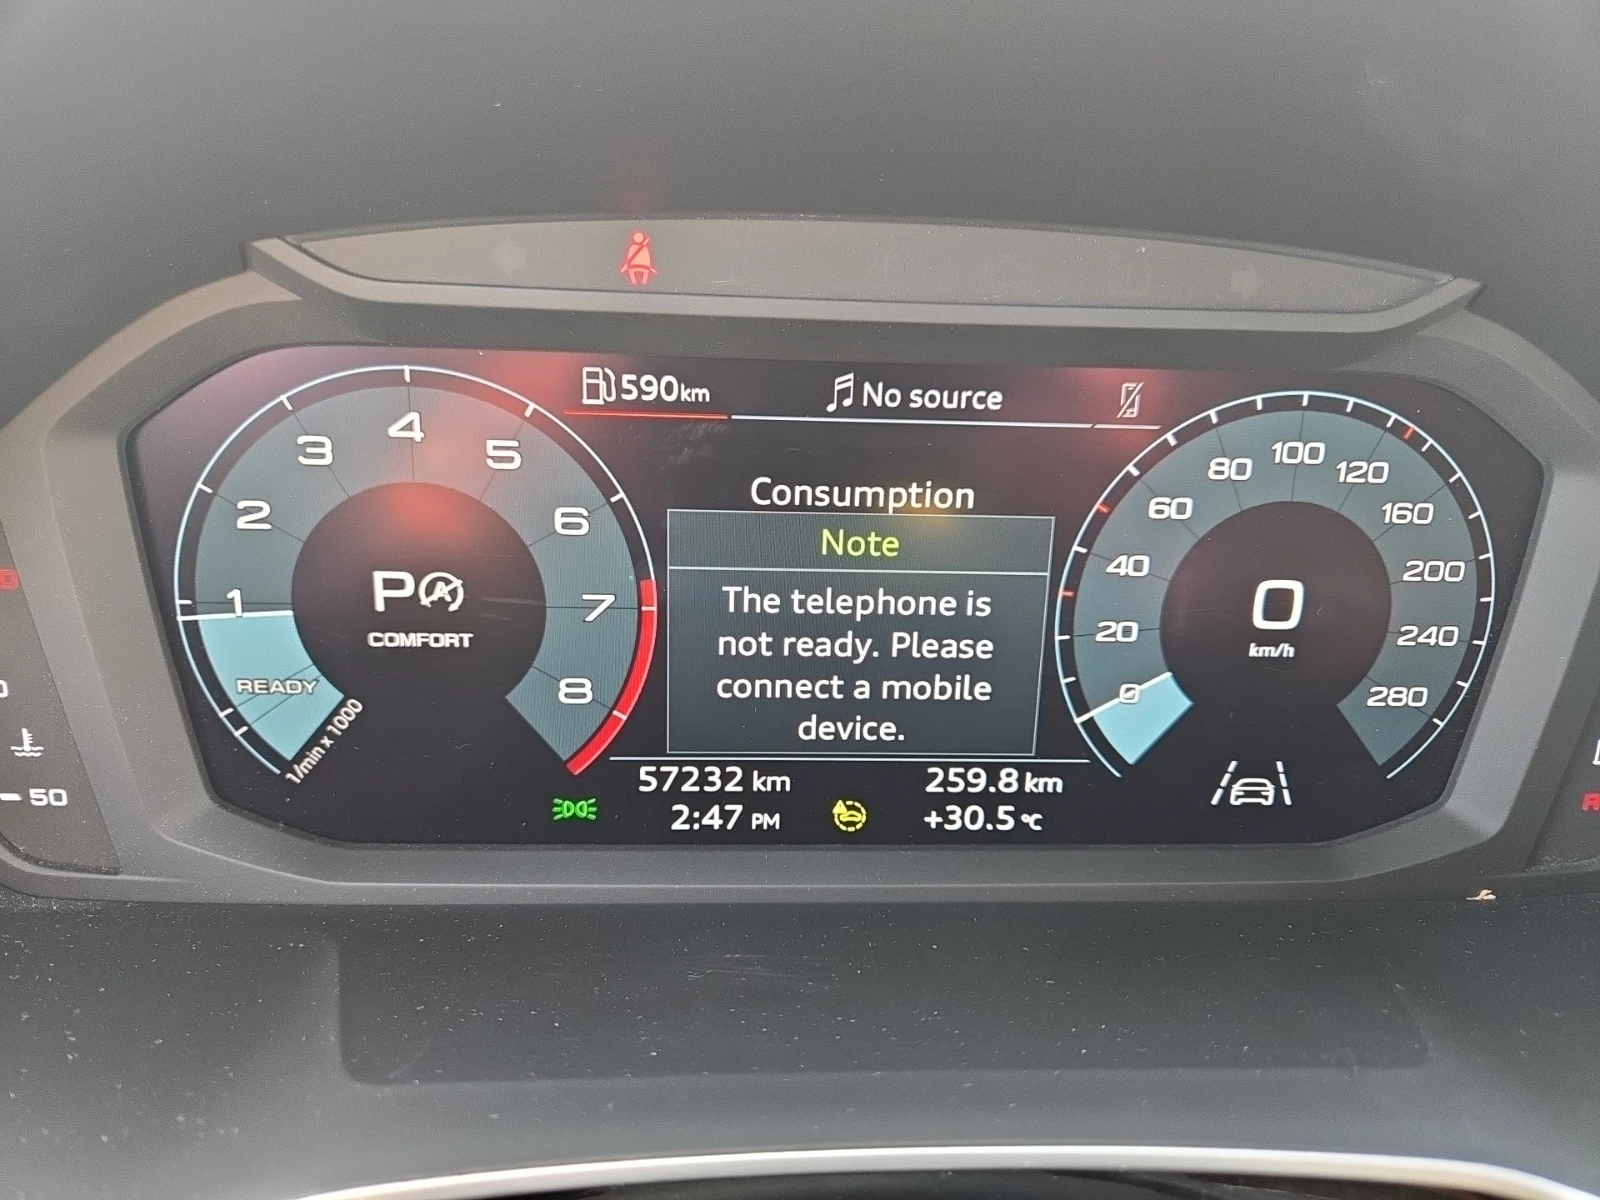 590 km
No source
Consumption
Note
The telephone is
not ready. Please
connect a mobile
device.
1
2
3
4
5
6
7
8
P A
COMFORT
READY
1/min x 1000
0
20
40
60
80
100
120
160
200
240
280
0
km/h
57232 km
259.8 km
2:47 PM
+30.5 °C
50